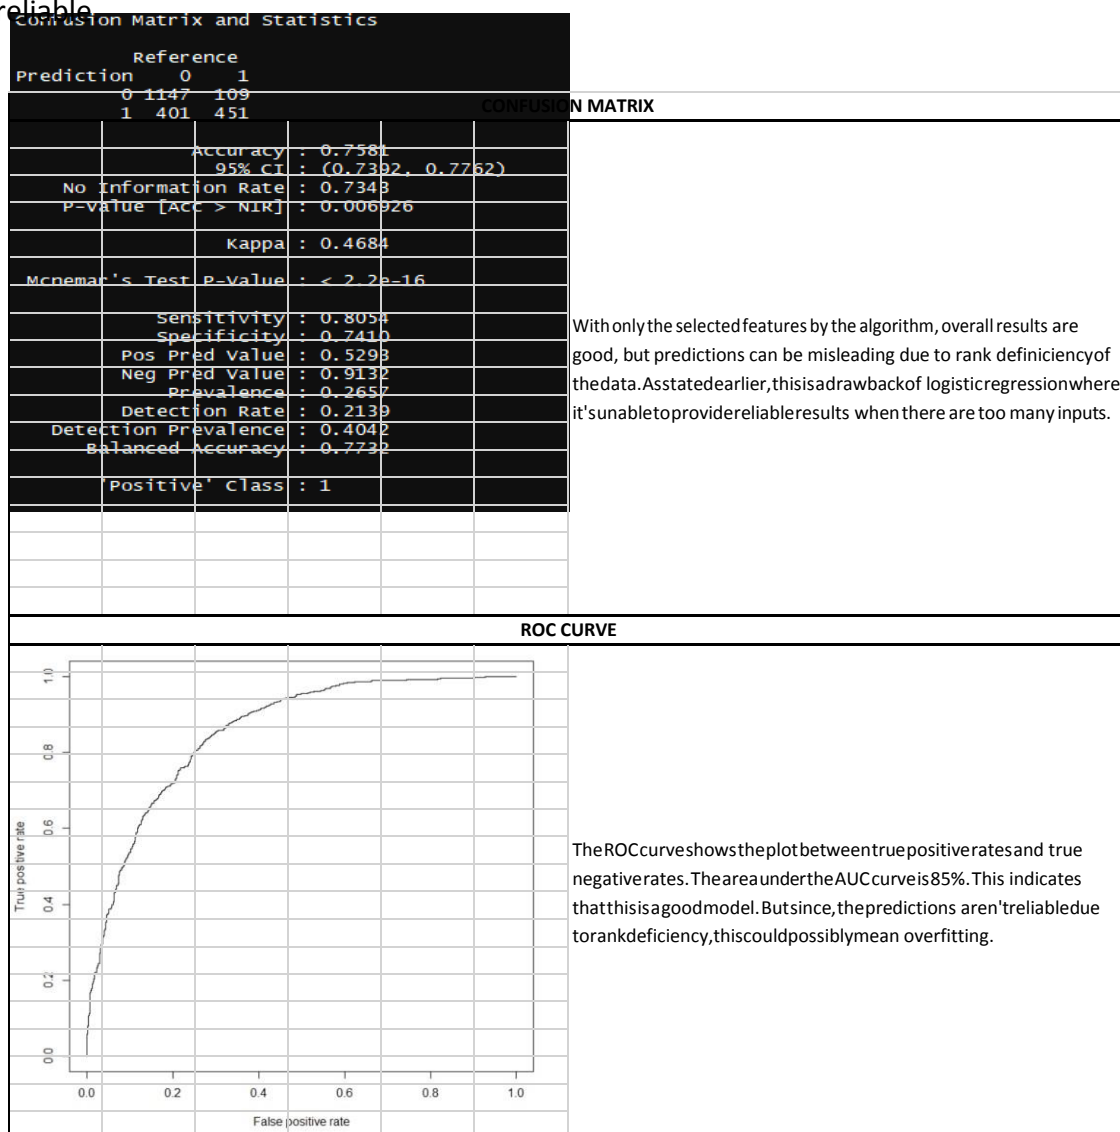 reliable
Confusion Matrix and Statistics
Reference
Prediction 0 1
0 1147 109
1 401 451
CONFUSION MATRIX
Accuracy : 0.7581
95% CI : (0.7392, 0.7762)
No Information Rate : 0.7343
P-Value [Acc > NIR] : 0.006926
Kappa : 0.4684
Mcnemar's Test P-Value : < 2.2e-16
Sensitivity : 0.8054
Specificity : 0.7410
Pos Pred Value : 0.5293
Neg Pred Value : 0.9132
Prevalence : 0.2657
Detection Rate : 0.2139
Detection Prevalence : 0.4042
Balanced Accuracy : 0.7732
'Positive' Class : 1
With only the selected features by the algorithm, overall results are
good, but predictions can be misleading due to rank definiciency of
the data. As stated earlier, this is a drawback of logistic regression where
it's unable to provide reliable results when there are too many inputs.
ROC CURVE
1.0
0.8
0.6
0.4
0.2
0.0
True positive rate
0.0 0.2 0.4 0.6 0.8 1.0
False positive rate
The ROC curve shows the plot between true positive rates and true
negative rates. The area under the AUC curve is 85%. This indicates
that this is a good model. But since, the predictions aren't reliable due
to rank deficiency, this could possibly mean overfitting.